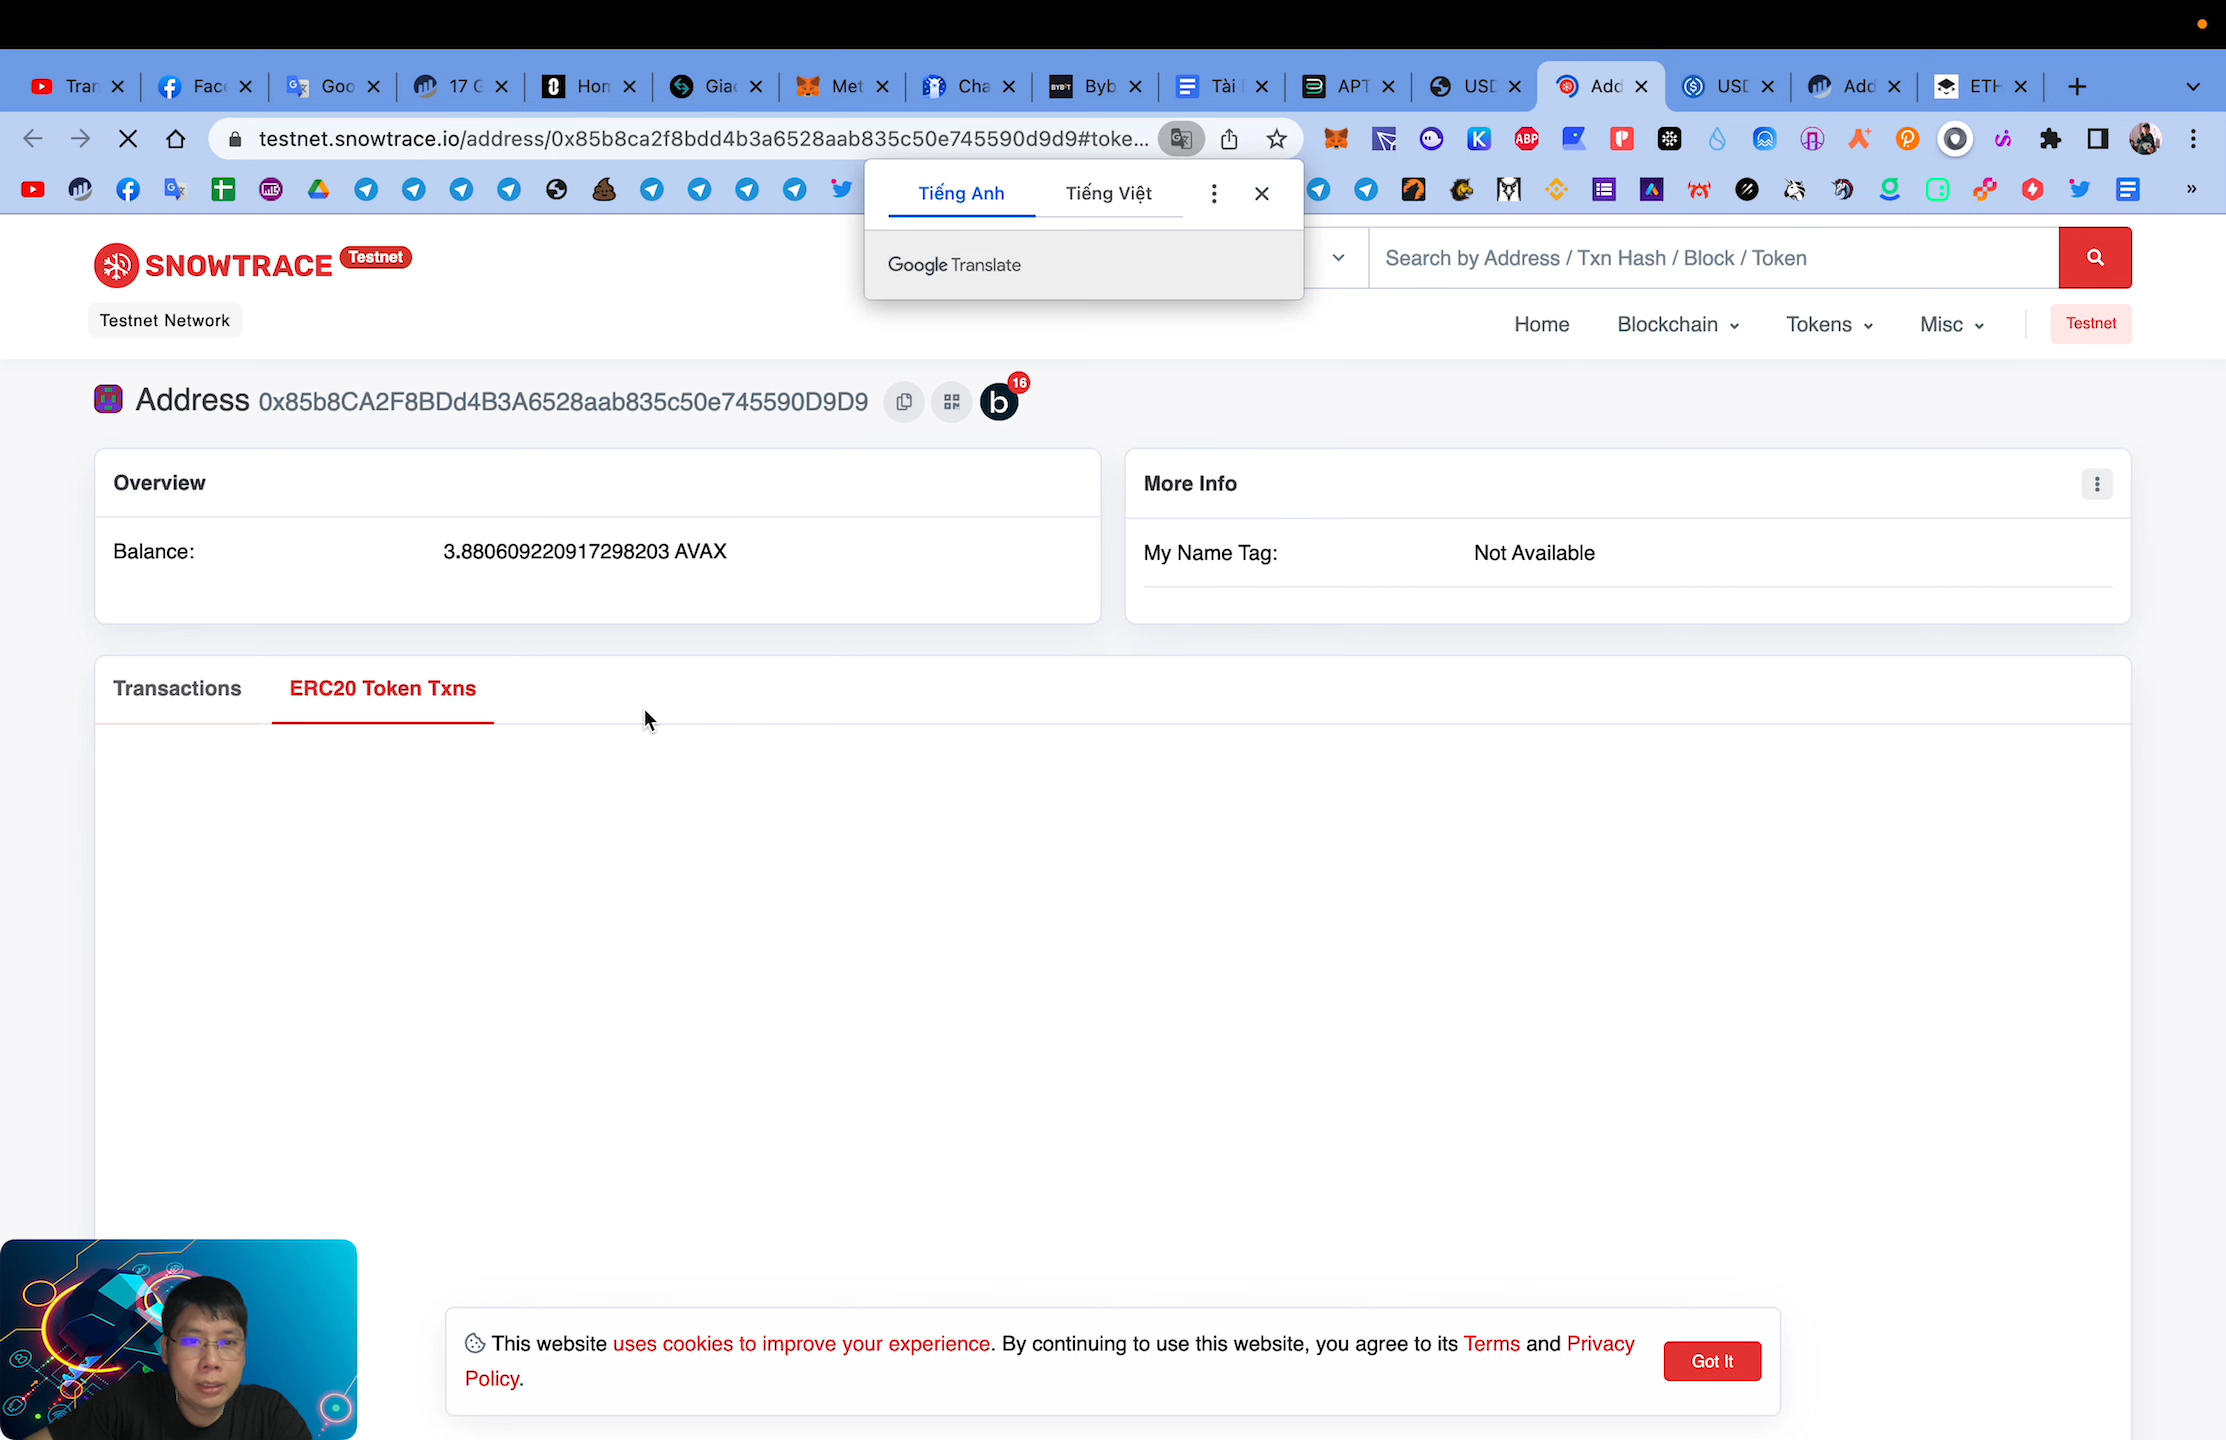 Tran
Face
Goo
17 G
Hom
Giao
Met
Cha
BYBIT
Byb
Tài
APT
USD
Add
USD
Add
ETH
testnet.snowtrace.io/address/0x85b8ca2f8bdd4b3a6528aab835c50e745590d9d9#toke...
ABP
Tiếng Anh
Tiếng Việt
Google Translate
SNOWTRACE Testnet
Search by Address / Txn Hash / Block / Token
Testnet Network
Home
Blockchain
Tokens
Misc
Testnet
Address 0x85b8CA2F8BDd4B3A6528aab835c50e745590D9D9
b
16
Overview
More Info
Balance:
3.880609220917298203 AVAX
My Name Tag:
Not Available
Transactions
ERC20 Token Txns
This website uses cookies to improve your experience. By continuing to use this website, you agree to its Terms and Privacy
Policy.
Got It